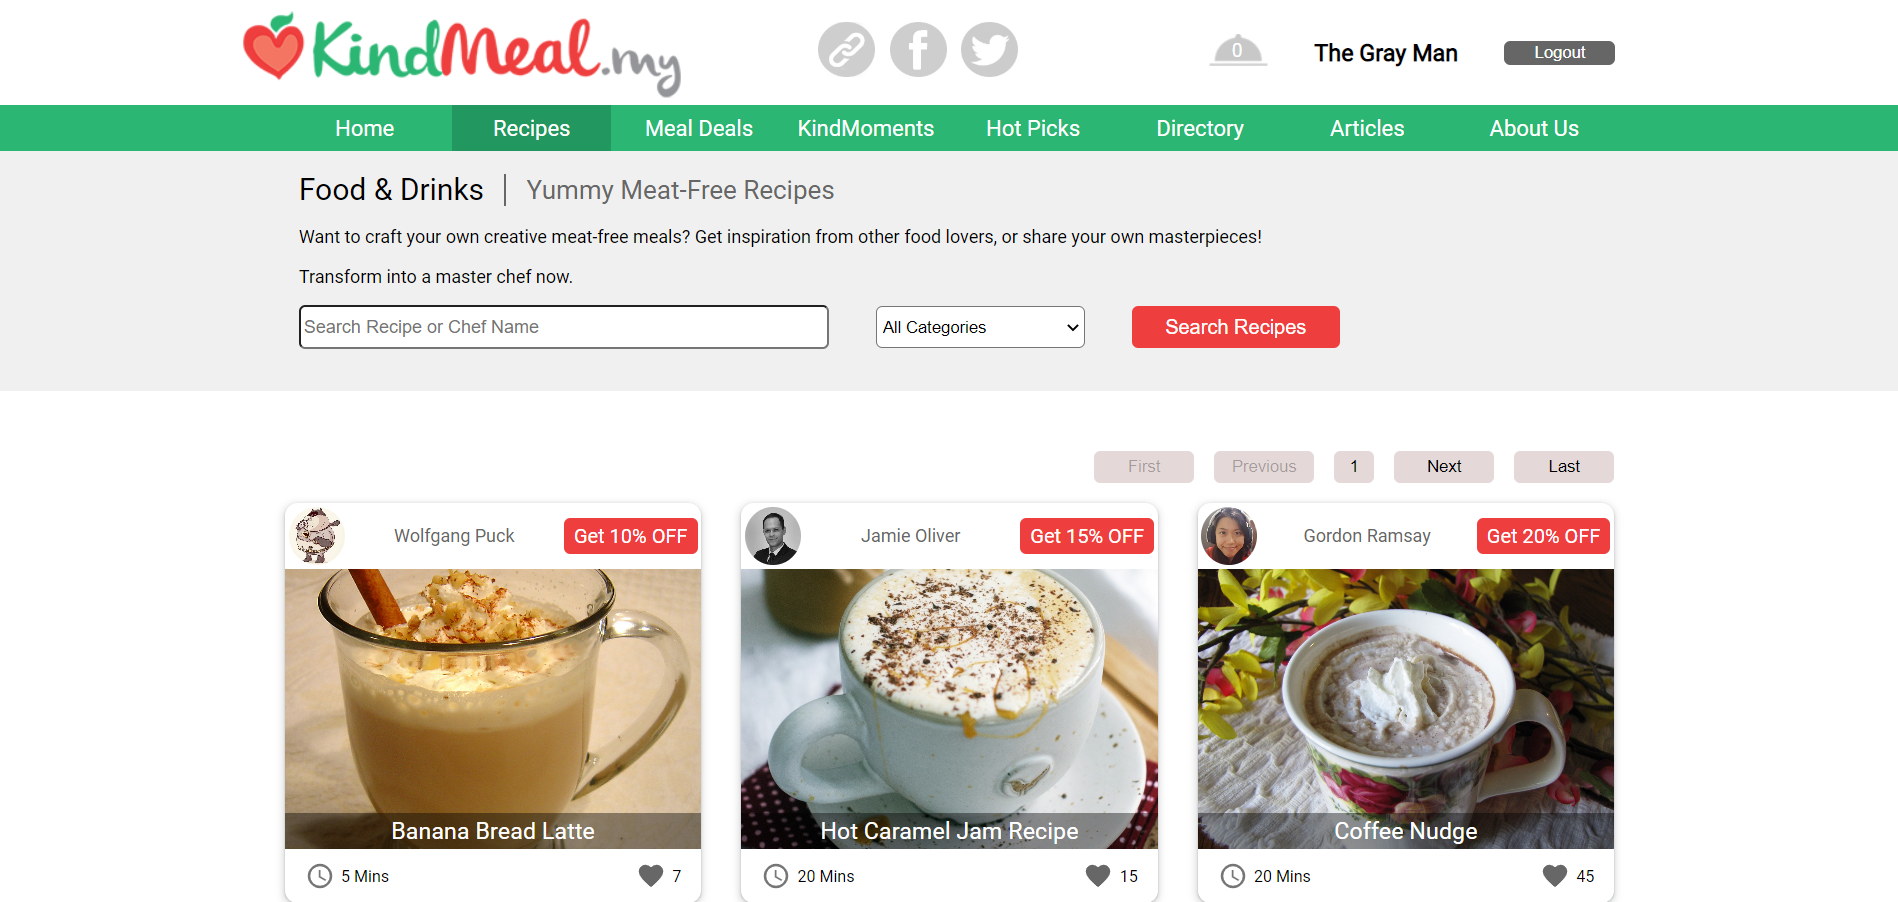 KindMeal.my
0
The Gray Man
Logout
Home
Recipes
Meal Deals
KindMoments
Hot Picks
Directory
Articles
About Us
Food & Drinks
Yummy Meat-Free Recipes
Want to craft your own creative meat-free meals? Get inspiration from other food lovers, or share your own masterpieces!
Transform into a master chef now.
Search Recipe or Chef Name
All Categories
Search Recipes
First
Previous
1
Next
Last
Wolfgang Puck
Get 10% OFF
Jamie Oliver
Get 15% OFF
Gordon Ramsay
Get 20% OFF
Banana Bread Latte
Hot Caramel Jam Recipe
Coffee Nudge
5 Mins
7
20 Mins
15
20 Mins
45